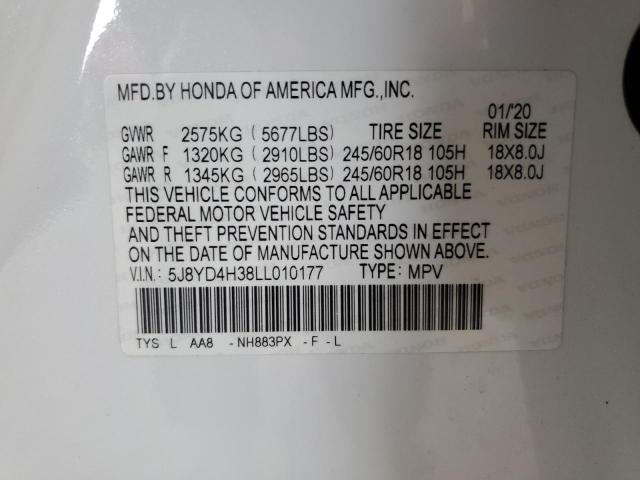 MFD.BY HONDA OF AMERICA MFG.,INC.
01/'20
GVWR 2575KG ( 5677LBS) TIRE SIZE RIM SIZE
GAWR F 1320KG ( 2910LBS) 245/60R18 105H 18X8.0J
GAWR R 1345KG ( 2965LBS) 245/60R18 105H 18X8.0J
THIS VEHICLE CONFORMS TO ALL APPLICABLE
FEDERAL MOTOR VEHICLE SAFETY
AND THEFT PREVENTION STANDARDS IN EFFECT
ON THE DATE OF MANUFACTURE SHOWN ABOVE.
V.I.N.: 5J8YD4H38LL010177 TYPE: MPV
TYS L AA8 -NH883PX -F -L